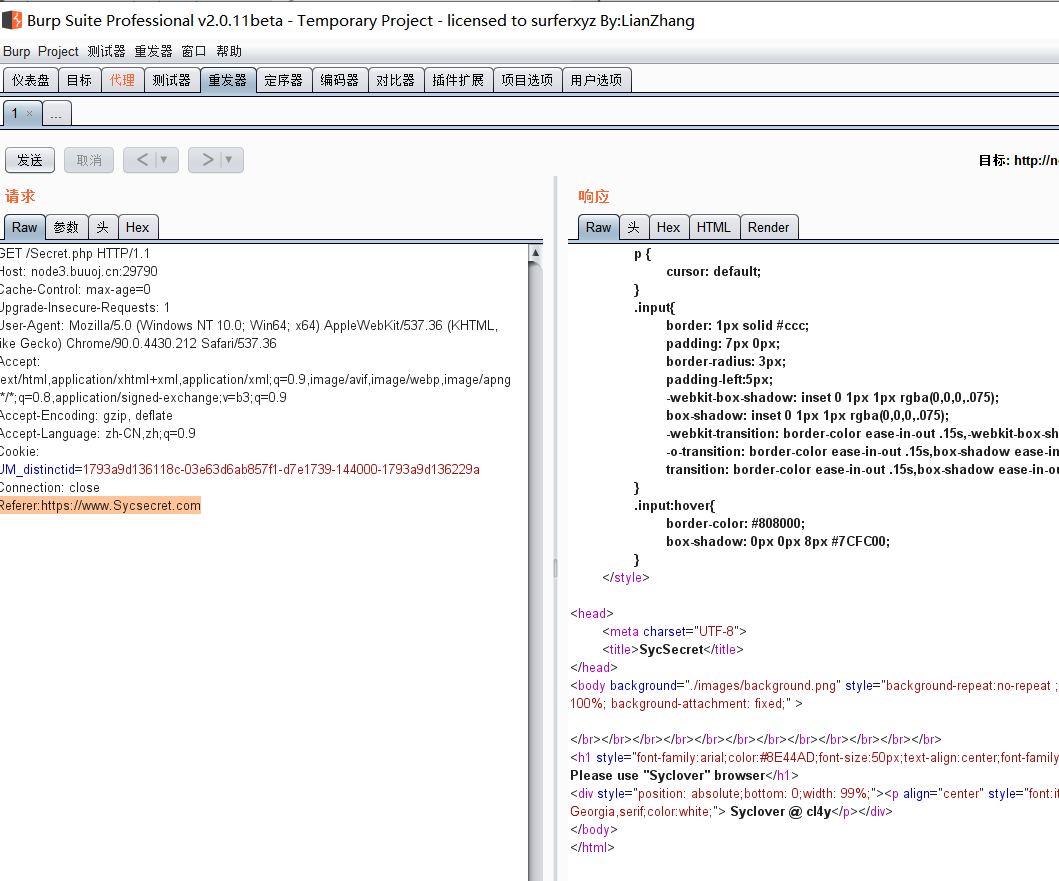 Burp Suite Professional v2.0.11beta - Temporary Project - licensed to surferxyz By:LianZhang
Burp Project 测试器 重发器 窗口 帮助
仪表盘 目标 代理 测试器 重发器 定序器 编码器 对比器 插件扩展 项目选项 用户选项
1 × ...
发送 取消 < ▼ > ▼ 目标: http://n
请求
Raw 参数 头 Hex
GET /Secret.php HTTP/1.1
Host: node3.buuoj.cn:29790
Cache-Control: max-age=0
Upgrade-Insecure-Requests: 1
User-Agent: Mozilla/5.0 (Windows NT 10.0; Win64; x64) AppleWebKit/537.36 (KHTML,
ike Gecko) Chrome/90.0.4430.212 Safari/537.36
Accept:
ext/html,application/xhtml+xml,application/xml;q=0.9,image/avif,image/webp,image/apng
*/*;q=0.8,application/signed-exchange;v=b3;q=0.9
Accept-Encoding: gzip, deflate
Accept-Language: zh-CN,zh;q=0.9
Cookie:
UM_distinctid=1793a9d136118c-03e63d6ab857f1-d7e1739-144000-1793a9d136229a
Connection: close
Referer:https://www.Sycsecret.com
响应
Raw 头 Hex HTML Render
p {
cursor: default;
}
.input{
border: 1px solid #ccc;
padding: 7px 0px;
border-radius: 3px;
padding-left:5px;
-webkit-box-shadow: inset 0 1px 1px rgba(0,0,0,.075);
box-shadow: inset 0 1px 1px rgba(0,0,0,.075);
-webkit-transition: border-color ease-in-out .15s,-webkit-box-sh
-o-transition: border-color ease-in-out .15s,box-shadow ease-in
transition: border-color ease-in-out .15s,box-shadow ease-in-o
}
.input:hover{
border-color: #808000;
box-shadow: 0px 0px 8px #7CFC00;
}
</style>
<head>
<meta charset="UTF-8">
<title>SycSecret</title>
</head>
<body background="./images/background.png" style="background-repeat:no-repeat ;
100%; background-attachment: fixed;" >
</br></br></br></br></br></br></br></br></br></br></br></br>
<h1 style="font-family:arial;color:#8E44AD;font-size:50px;text-align:center;font-family
Please use "Syclover" browser</h1>
<div style="position: absolute;bottom: 0;width: 99%;"><p align="center" style="font:it
Georgia,serif;color:white;"> Syclover @ cl4y</p></div>
</body>
</html>